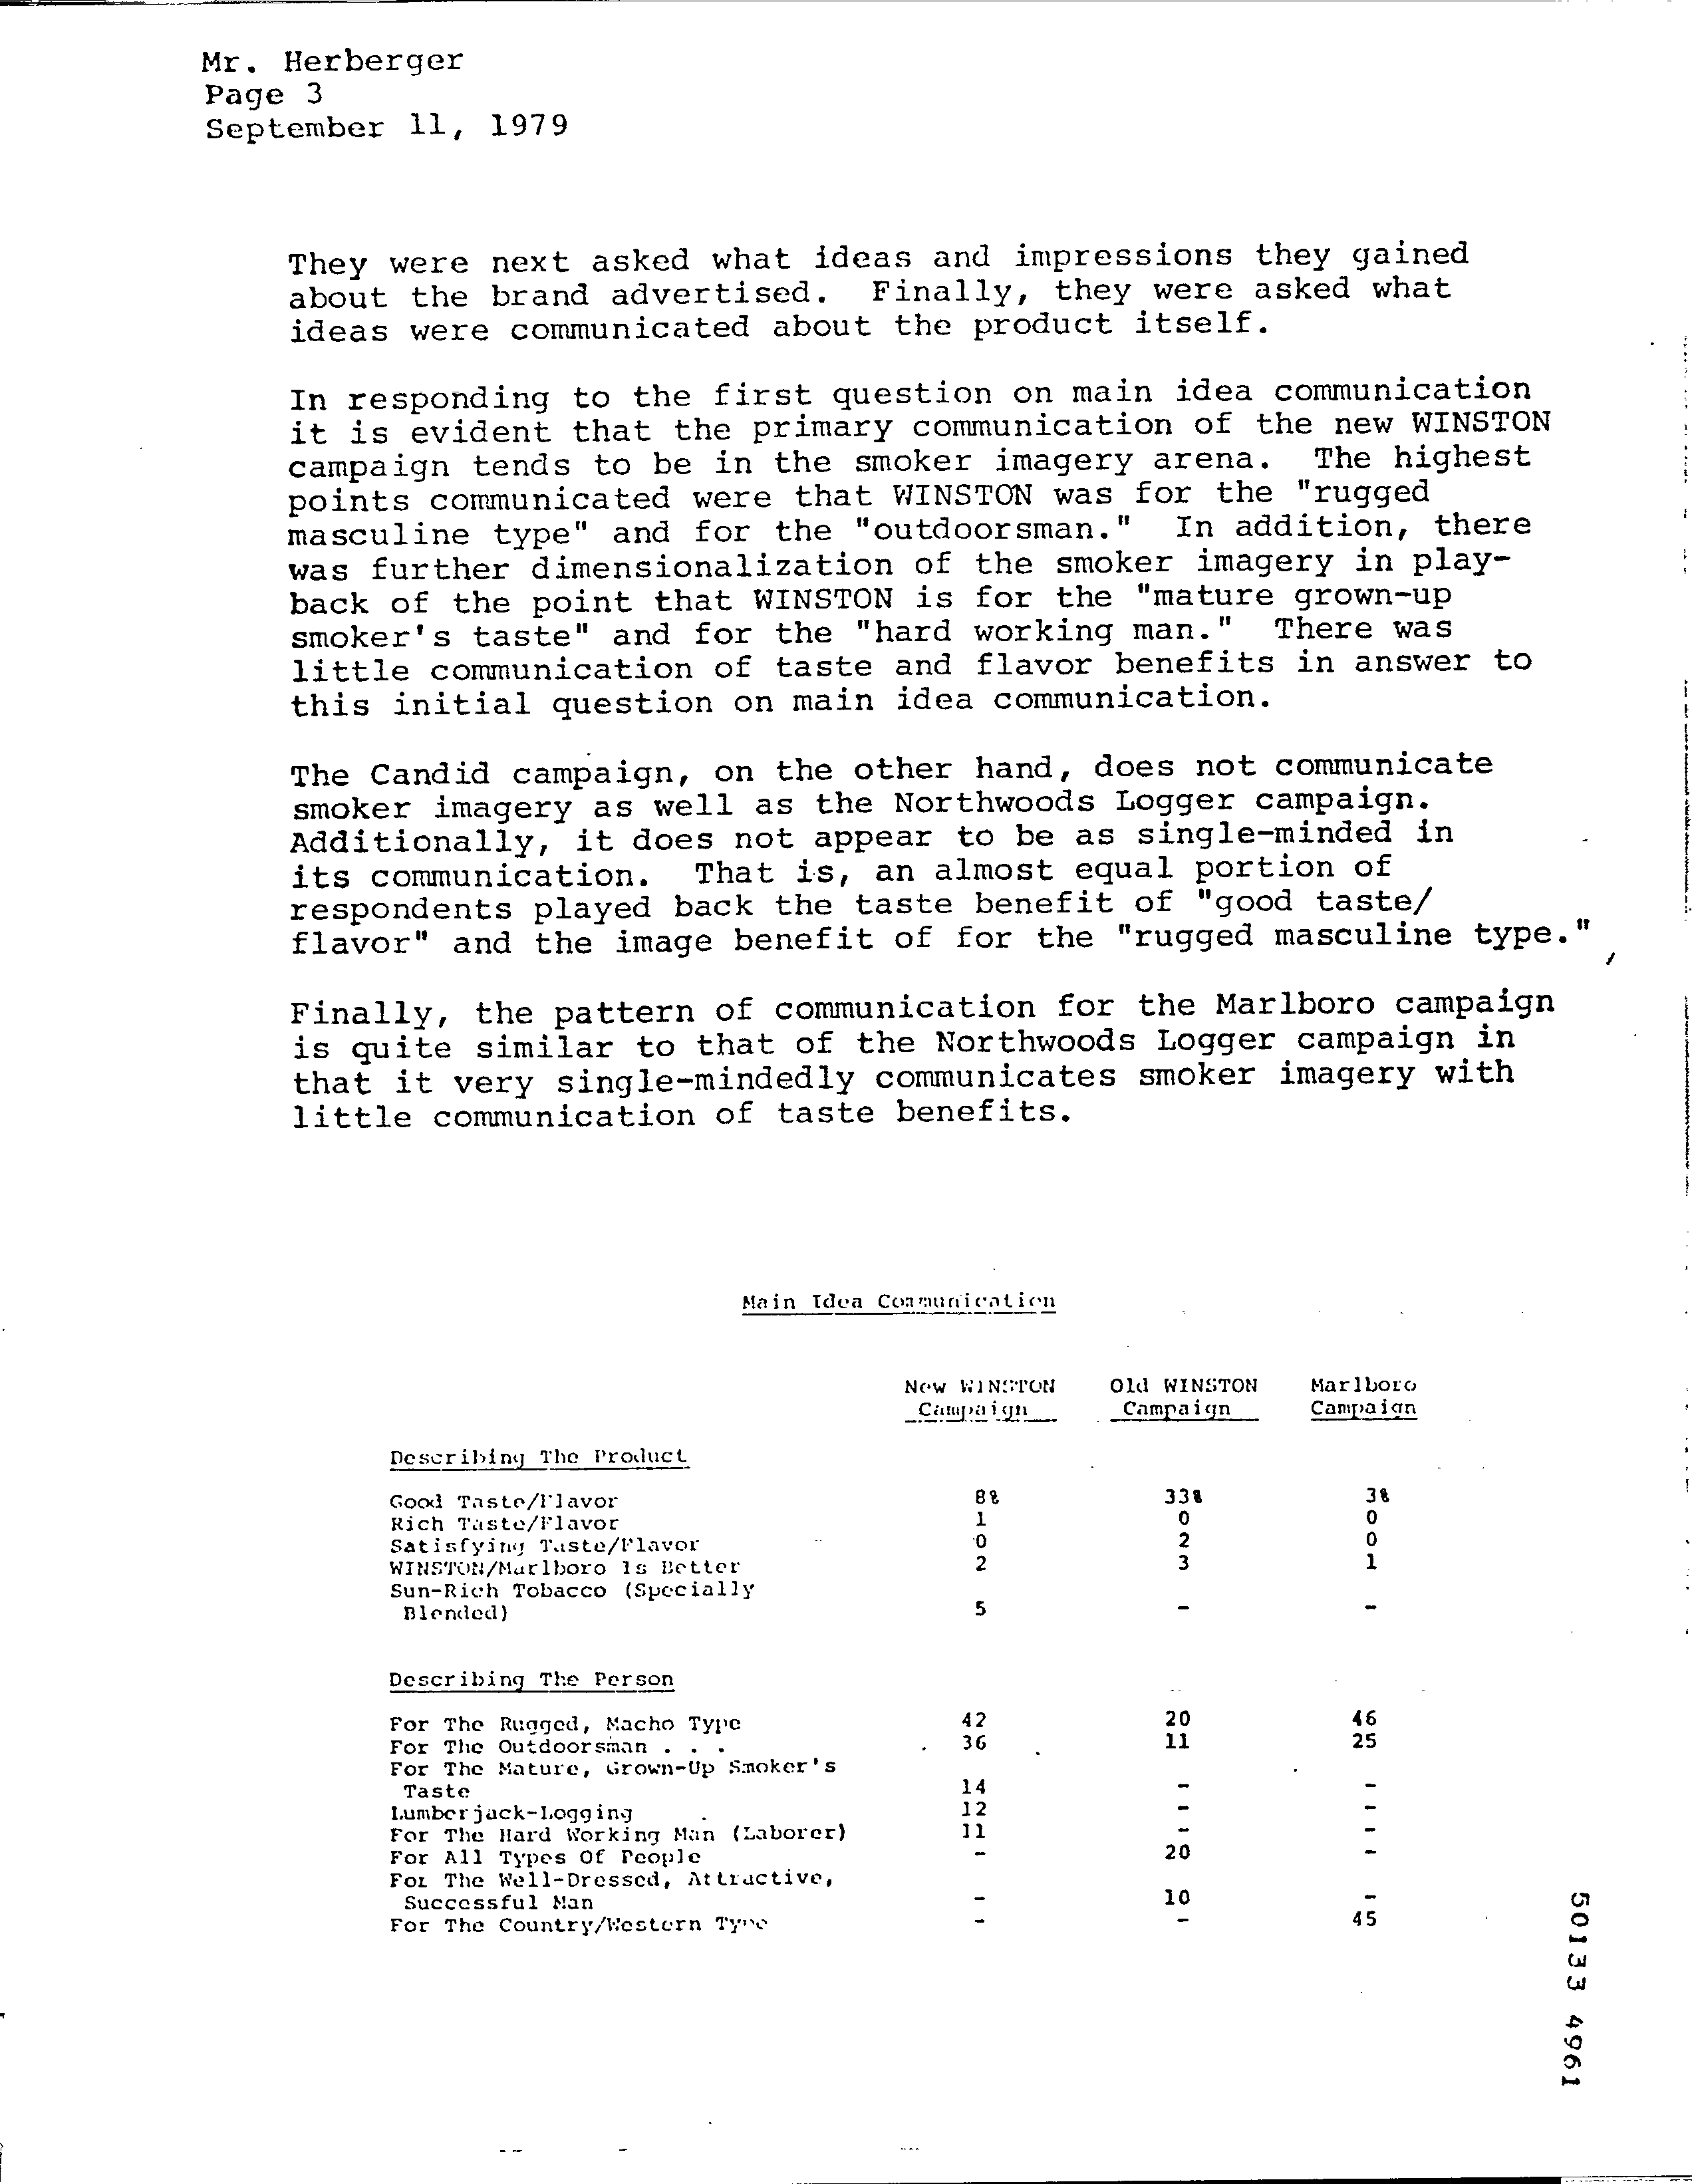 Mr. Herberger
Page 3
September 11, 1979
They were next asked what ideas and impressions they gained
about the brand advertised. Finally, they were asked what
ideas were communicated about the product itself.
In responding to the first question on main idea communication
it is evident that the primary communication of the new WINSTON
campaign tends to be in the smoker imagery arena. The highest
points communicated were that WINSTON was for the "rugged
masculine type" and for the "outdoorsman." In addition, there
was further dimensionalization of the smoker imagery in play-
back of the point that WINSTON is for the "mature grown-up
smoker's taste" and for the "hard working man." There was
little communication of taste and flavor benefits in answer to
this initial question on main idea communication.
The Candid campaign, on the other hand, does not communicate
smoker imagery as well as the Northwoods Logger campaign.
Additionally, it does not appear to be as single-minded in
its communication. That is, an almost equal portion of
respondents played back the taste benefit of "good taste/
flavor" and the image benefit of for the "rugged masculine type."
Finally, the pattern of communication for the Marlboro campaign
is quite similar to that of the Northwoods Logger campaign in
that it very single-mindedly communicates smoker imagery with
little communication of taste benefits.
Main Idea Communication
New WINSTON Old WINSTON Marlboro
Campaign Campaign Campaign
Describing The Product
Good Taste/Flavor 8% 33% 3%
Rich Taste/Flavor 1 0 0
Satisfying Taste/Flavor 0 2 0
WINSTON/Marlboro Is Better 2 3 1
Sun-Rich Tobacco (Specially
Blended) 5 - -
Describing The Person
For The Rugged, Macho Type 42 20 46
For The Outdoorsman . . . 36 11 25
For The Mature, Grown-Up Smoker's
Taste 14 - -
Lumberjack-Logging 12 - -
For The Hard Working Man (Laborer) 11 - -
For All Types Of People - 20 -
For The Well-Dressed, Attractive,
Successful Man - 10 -
For The Country/Western Type - - 45
50133 4961